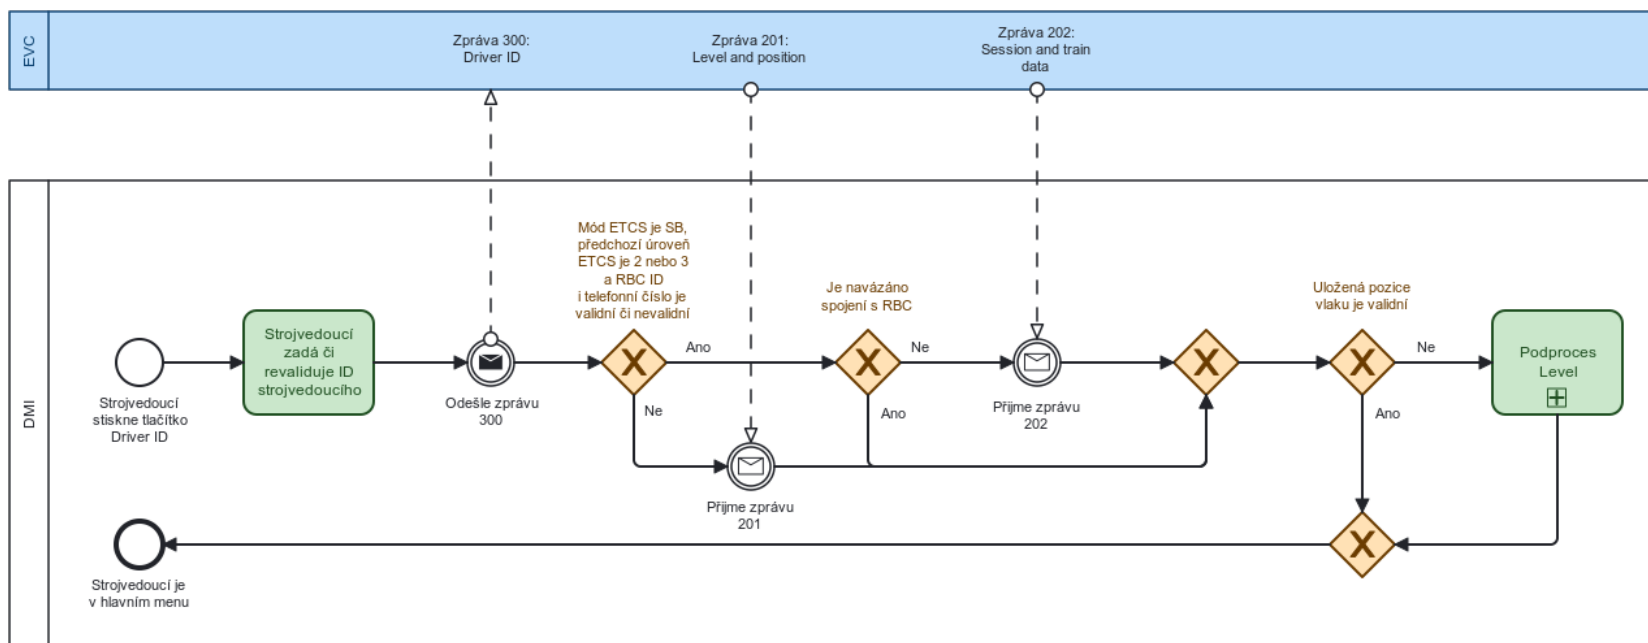 EVC
Zpráva 300:
Driver ID
Zpráva 201:
Level and position
Zpráva 202:
Session and train
data
DMI
Strojvedoucí
stiskne tlačítko
Driver ID
Strojvedoucí
zadá či
revaliduje ID
strojvedoucího
Odešle zprávu
300
Mód ETCS je SB,
předchozí úroveň
ETCS je 2 nebo 3
a RBC ID
i telefonní číslo je
validní či nevalidní
Ano
Ne
Přijme zprávu
201
Je navázáno
spojení s RBC
Ne
Ano
Přijme zprávu
202
Uložená pozice
vlaku je validní
Ne
Ano
Podproces
Level
Strojvedoucí je
v hlavním menu